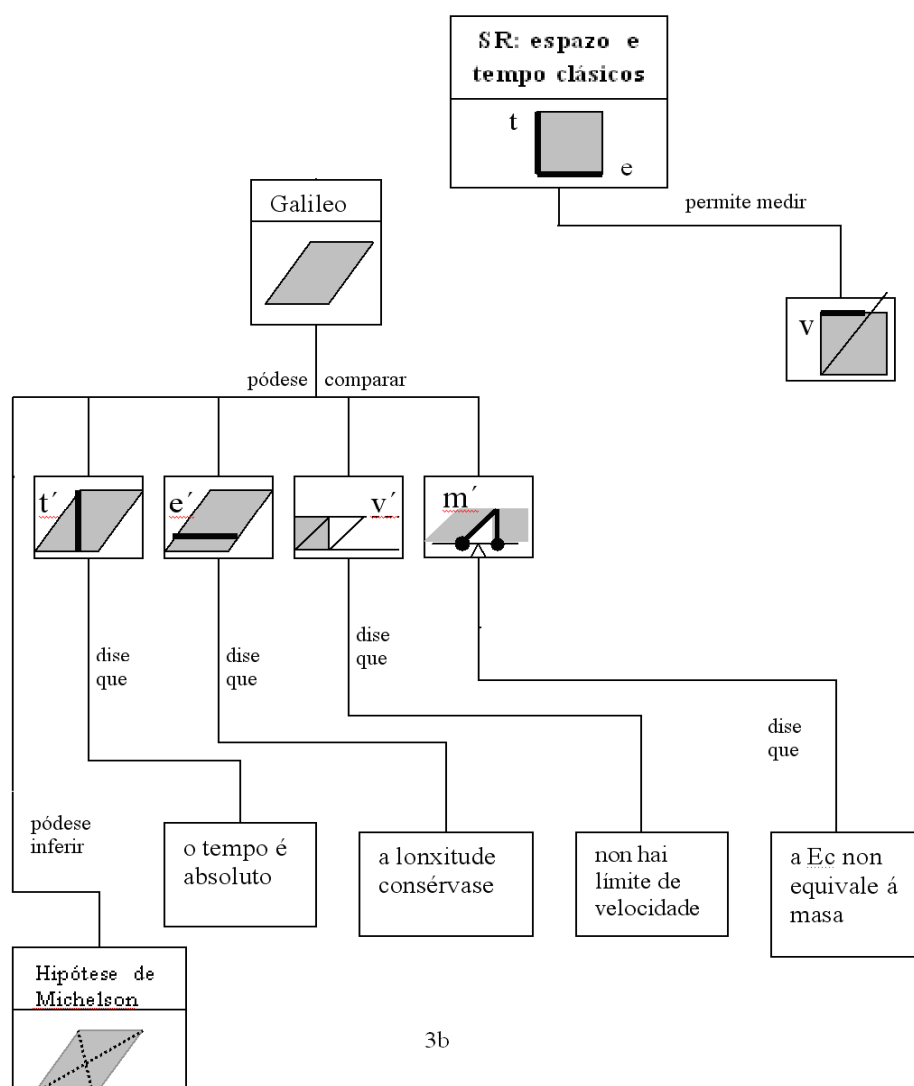 SR: espazo e
tempo clásicos
t
e
permite medir
Galileo
v
pódese comparar
t´
e´
v´
m´
dise
que
dise
que
dise
que
dise
que
pódese
inferir
o tempo é
absoluto
a lonxitude
consérvase
non hai
límite de
velocidade
a Ec non
equivale á
masa
Hipótese de
Michelson
3b